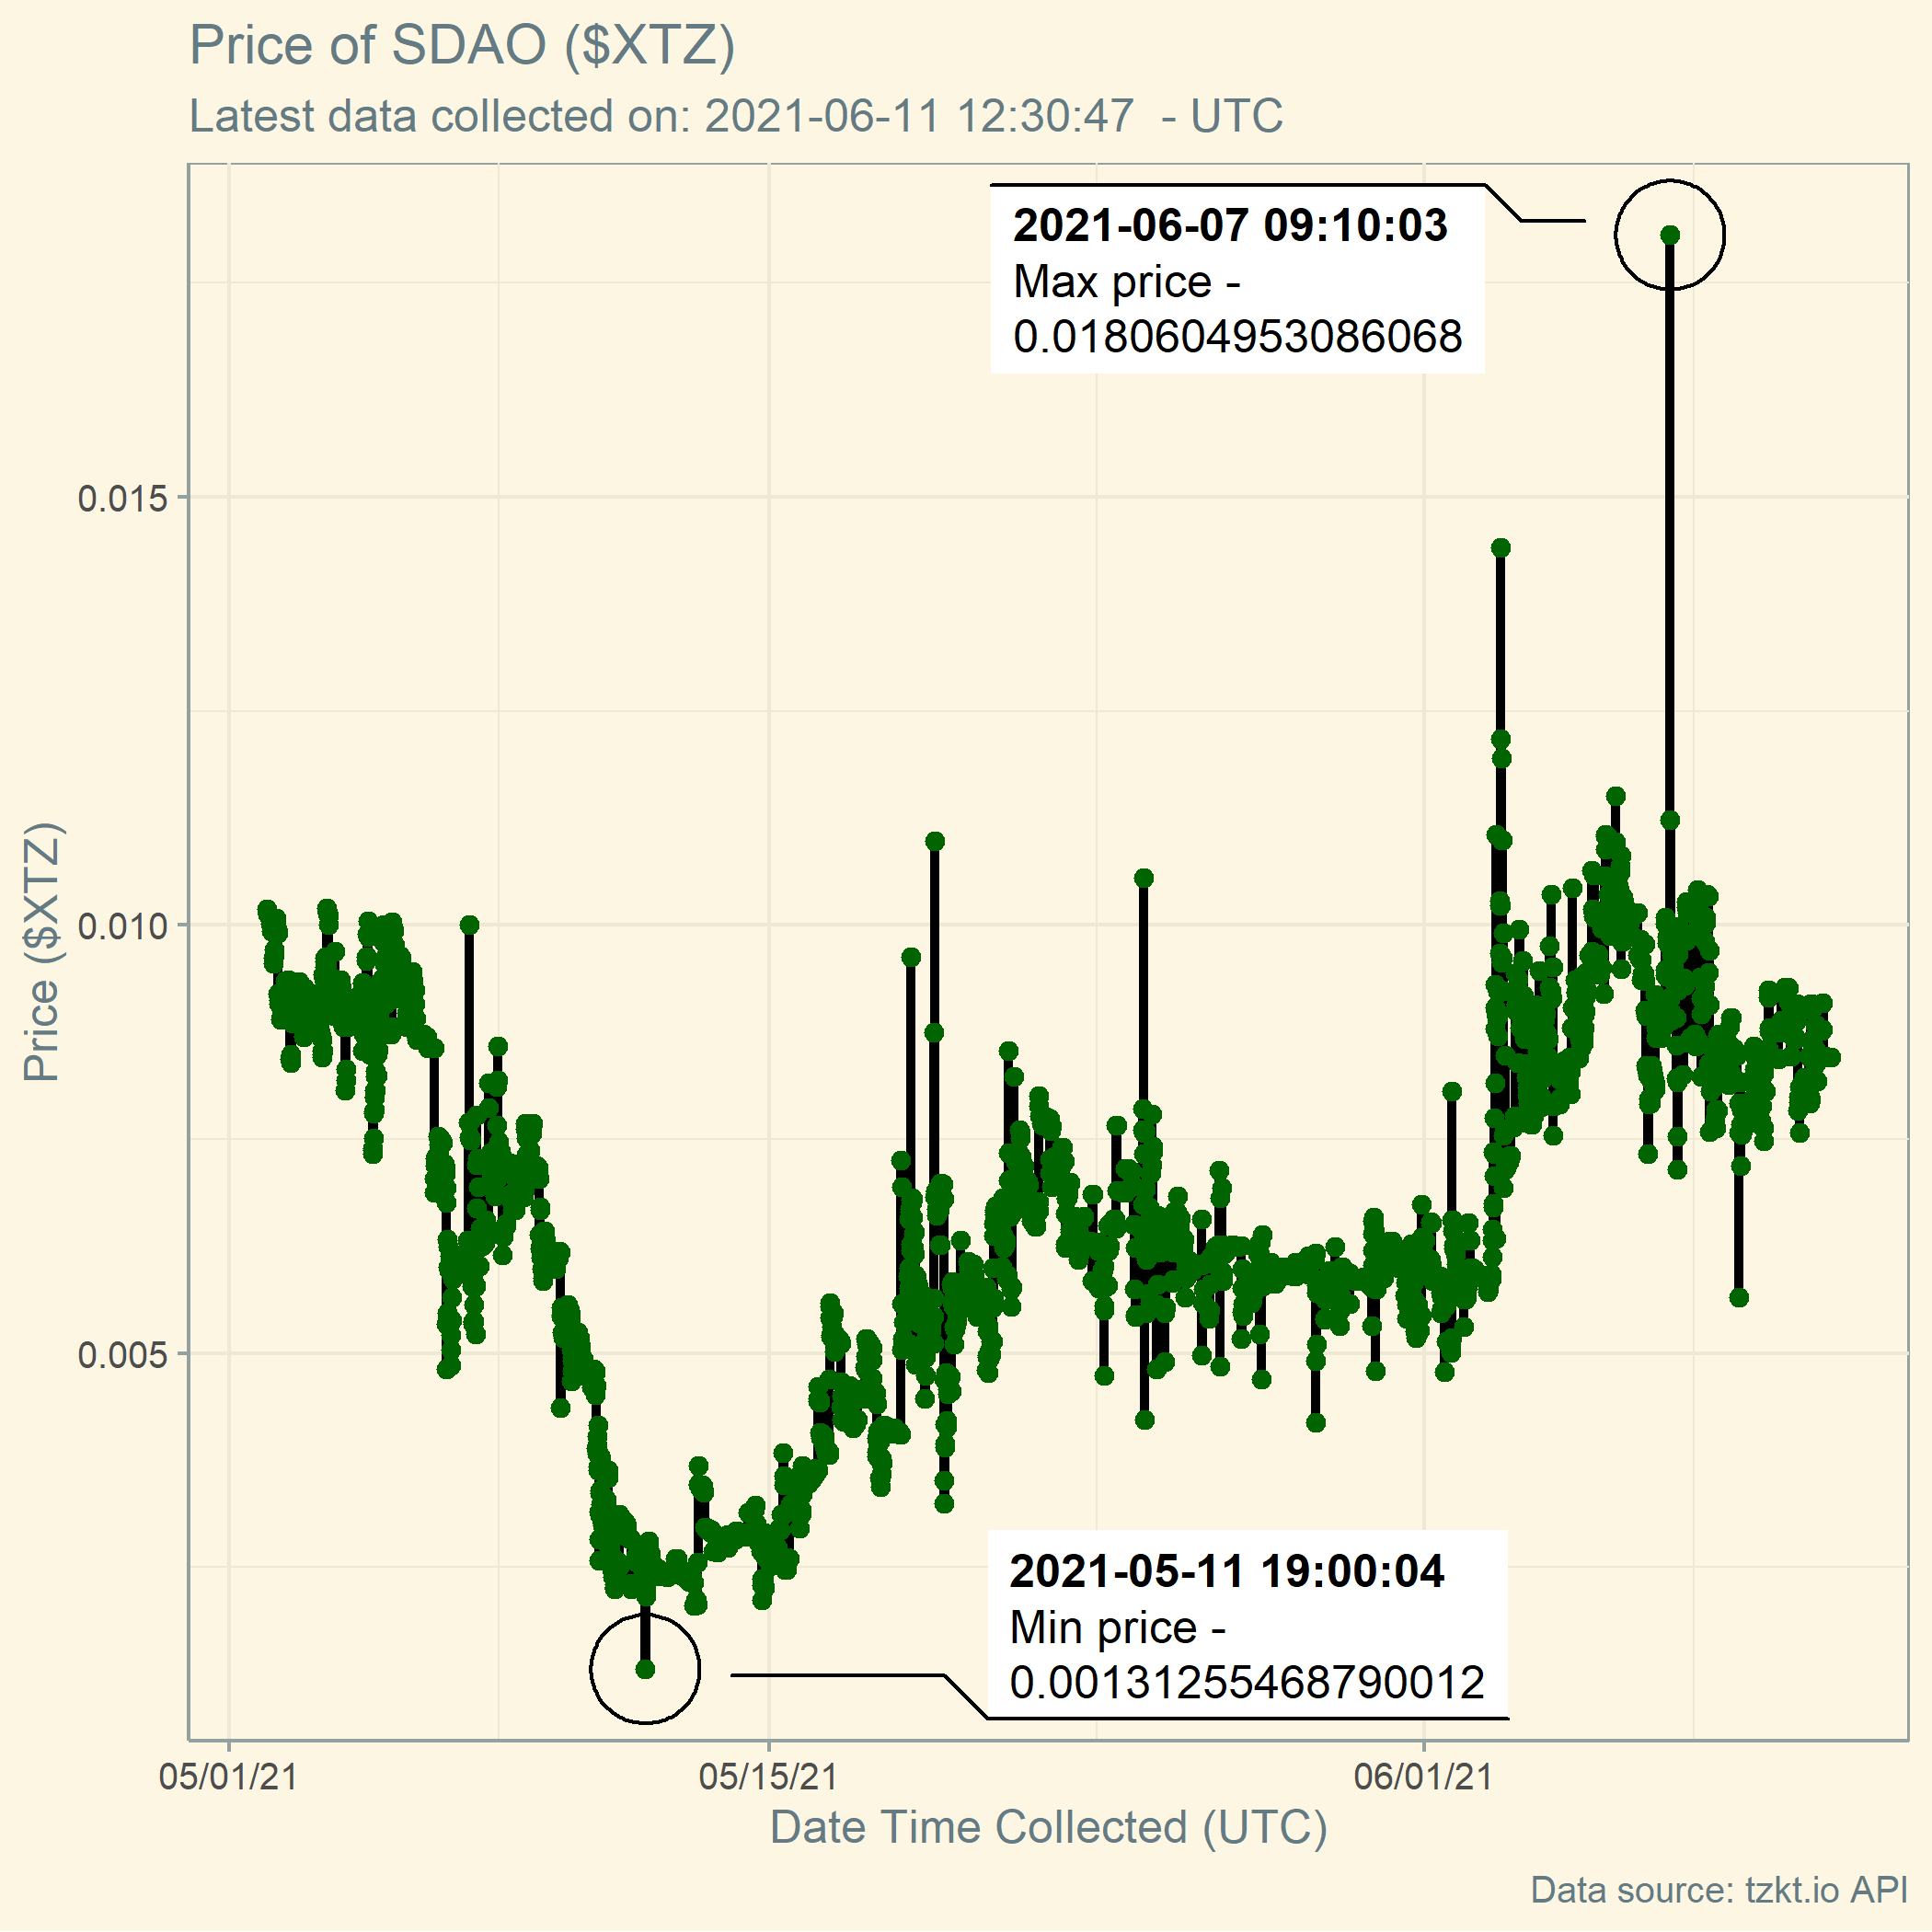 Price of SDAO ($XTZ)
Latest data collected on: 2021-06-11 12:30:47  - UTC
2021-06-07 09:10:03
Max price -
0.0180604953086068
0.015
0.010
0.005
Price ($XTZ)
2021-05-11 19:00:04
Min price -
0.00131255468790012
05/01/21
05/15/21
06/01/21
Date Time Collected (UTC)
Data source: tzkt.io API